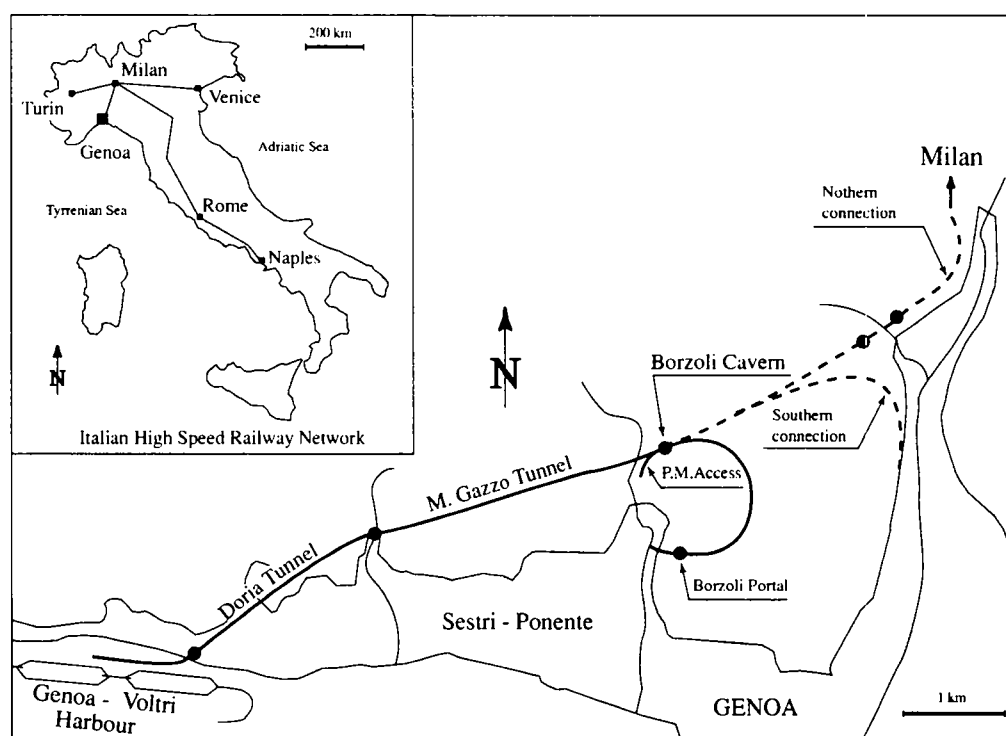 200 km
Milan
Turin
Venice
Genoa
Adriatic Sea
Tyrrenian Sea
Rome
Naples
N
Italian High Speed Railway Network
Milan
Nothern
connection
N
Borzoli Cavern
Southern
connection
P.M.Access
M. Gazzo Tunnel
Doria Tunnel
Borzoli Portal
Sestri - Ponente
Genoa - Voltri
Harbour
GENOA
1 km